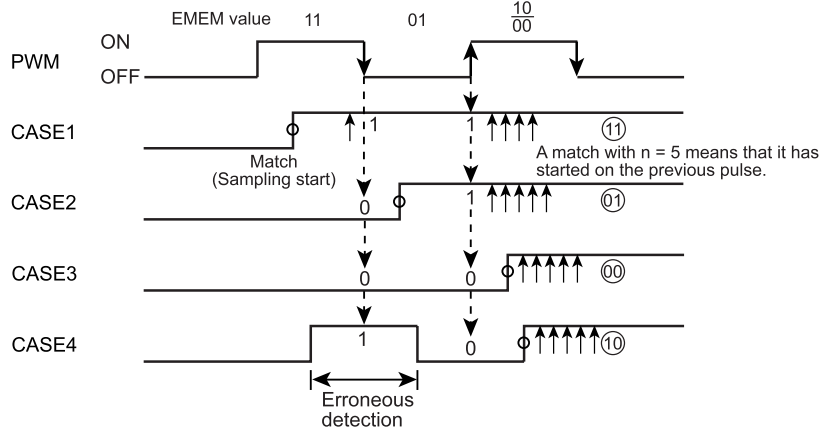 EMEM value 11 01 10
00
ON
PWM
OFF
CASE1 1 1 11
Match
(Sampling start)
A match with n = 5 means that it has
started on the previous pulse.
CASE2 0 1 01
CASE3 0 0 00
CASE4 1 0 10
Erroneous
detection